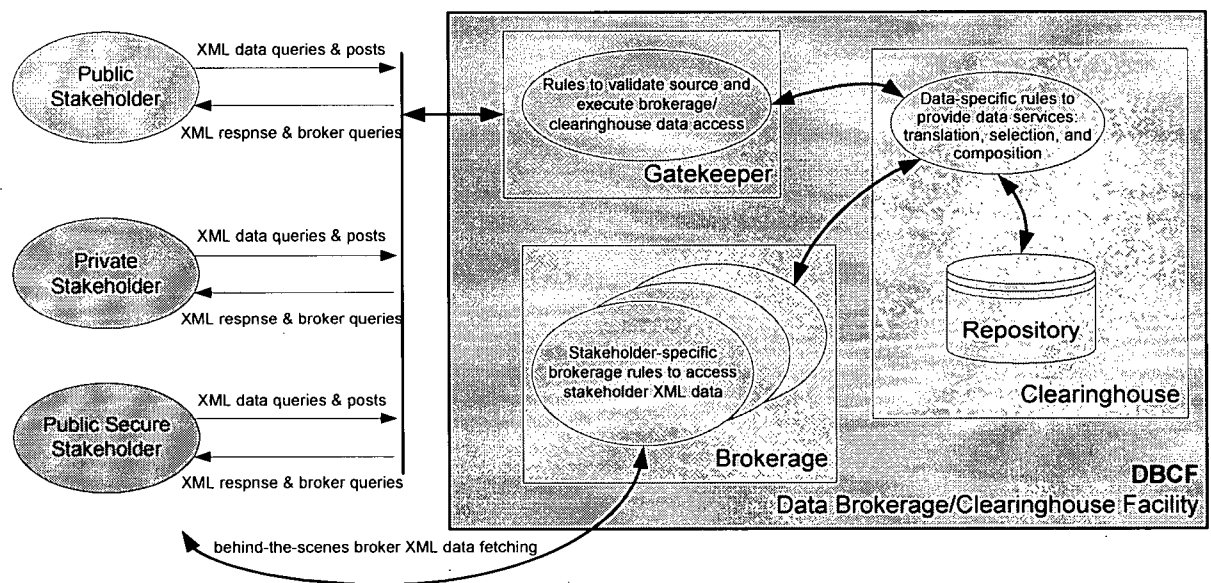 XML data queries & posts
Public
Stakeholder
XML respnse & broker queries
XML data queries & posts
Private
Stakeholder
XML respnse & broker queries
XML data queries & posts
Public Secure
Stakeholder
XML respnse & broker queries
Rules to validate source and
execute brokerage/
clearinghouse data access
Gatekeeper
Data-specific rules to
provide data services:
translation, selection, and
composition
Repository
Clearinghouse
Stakeholder-specific
brokerage rules to access
stakeholder XML data
Brokerage
DBCF
Data Brokerage/Clearinghouse Facility
behind-the-scenes broker XML data fetching